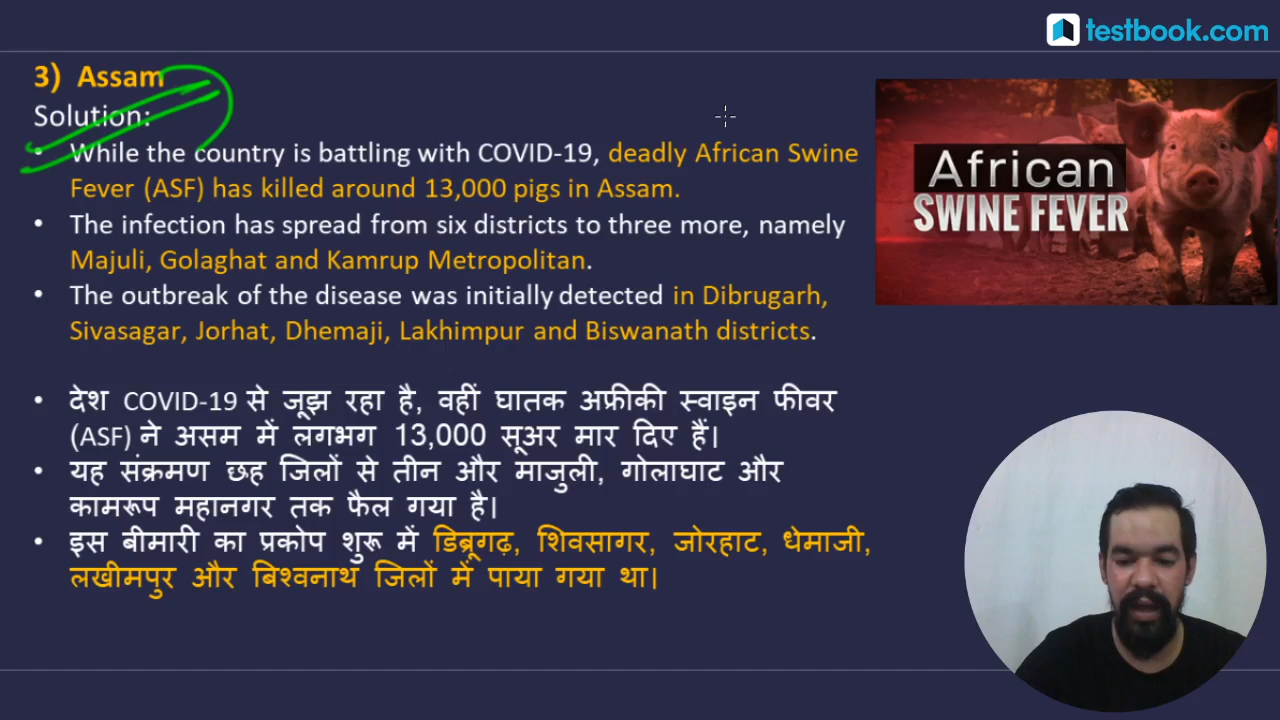 testbook.com
3) Assam
Solution:
• While the country is battling with COVID-19, deadly African Swine
Fever (ASF) has killed around 13,000 pigs in Assam.
• The infection has spread from six districts to three more, namely
Majuli, Golaghat and Kamrup Metropolitan.
• The outbreak of the disease was initially detected in Dibrugarh,
Sivasagar, Jorhat, Dhemaji, Lakhimpur and Biswanath districts.
• देश COVID-19 से जूझ रहा है, वहीं घातक अफ्रीकी स्वाइन फीवर
(ASF) ने असम में लगभग 13,000 सूअर मार दिए हैं।
• यह संक्रमण छह जिलों से तीन और माजुली, गोलाघाट और
कामरूप महानगर तक फैल गया है।
• इस बीमारी का प्रकोप शुरू में डिब्रूगढ़, शिवसागर, जोरहाट, धेमाजी,
लखीमपुर और बिश्वनाथ जिलों में पाया गया था।
African
SWINE FEVER